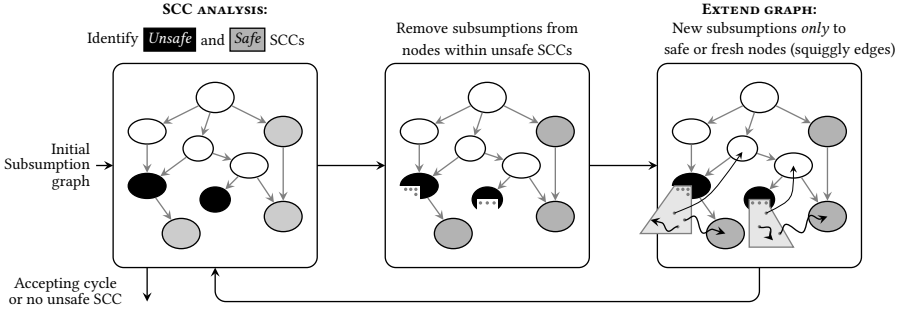 SCC ANALYSIS:
Identify Unsafe and Safe SCCs
Remove subsumptions from
nodes within unsafe SCCs
EXTEND GRAPH:
New subsumptions only to
safe or fresh nodes (squiggly edges)
Initial
Subsumption
graph
Accepting cycle
or no unsafe SCC